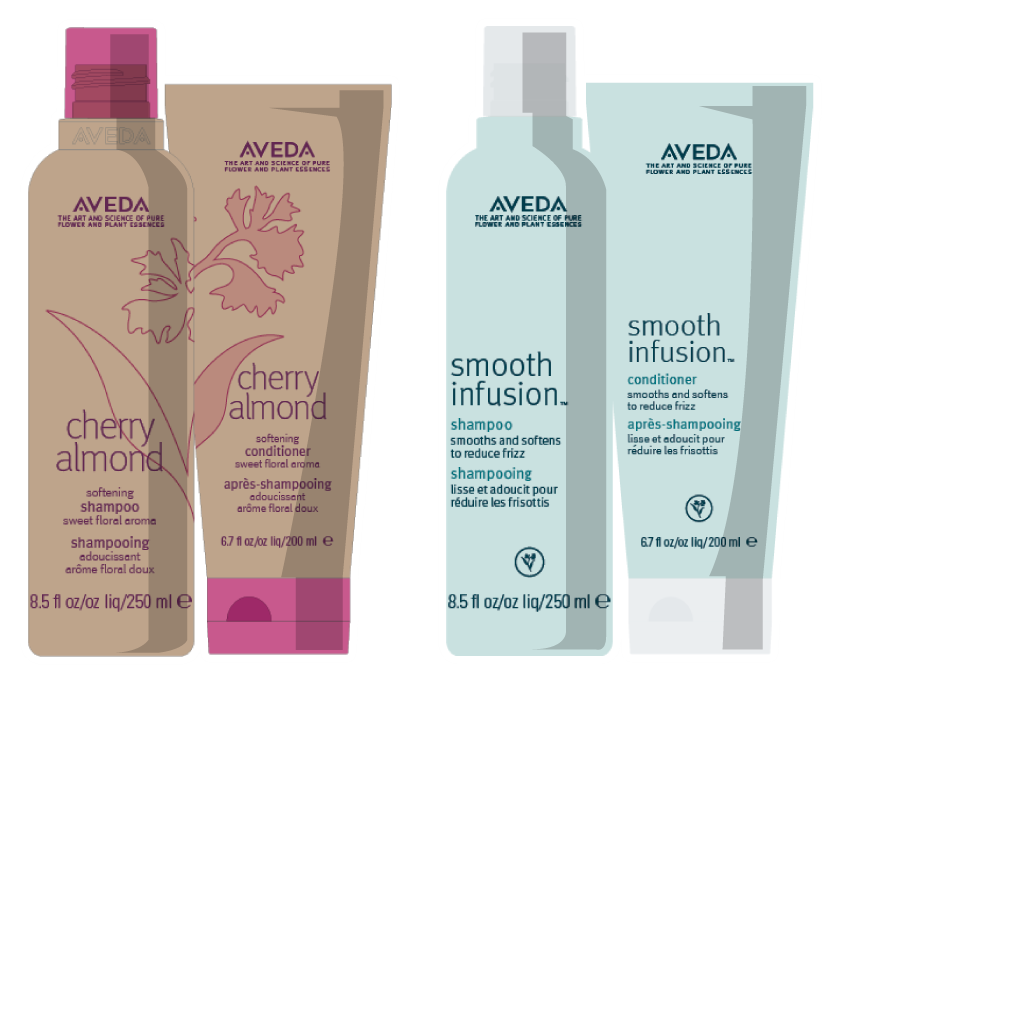 AVEDA
AVEDA
THE ART AND SCIENCE OF PURE
FLOWER AND PLANT ESSENCES
cherry
almond
softening
shampoo
sweet floral aroma
shampooing
adoucissant
arôme floral doux
8.5 fl oz/oz liq/250 ml ℮
AVEDA
THE ART AND SCIENCE OF PURE
FLOWER AND PLANT ESSENCES
cherry
almond
softening
conditioner
sweet floral aroma
après-shampooing
adoucissant
arôme floral doux
6.7 fl oz/oz liq/200 ml ℮
AVEDA
THE ART AND SCIENCE OF PURE
FLOWER AND PLANT ESSENCES
smooth
infusion™
shampoo
smooths and softens
to reduce frizz
shampooing
lisse et adoucit pour
réduire les frisottis
8.5 fl oz/oz liq/250 ml ℮
AVEDA
THE ART AND SCIENCE OF PURE
FLOWER AND PLANT ESSENCES
smooth
infusion™
conditioner
smooths and softens
to reduce frizz
après-shampooing
lisse et adoucit pour
réduire les frisottis
6.7 fl oz/oz liq/200 ml ℮